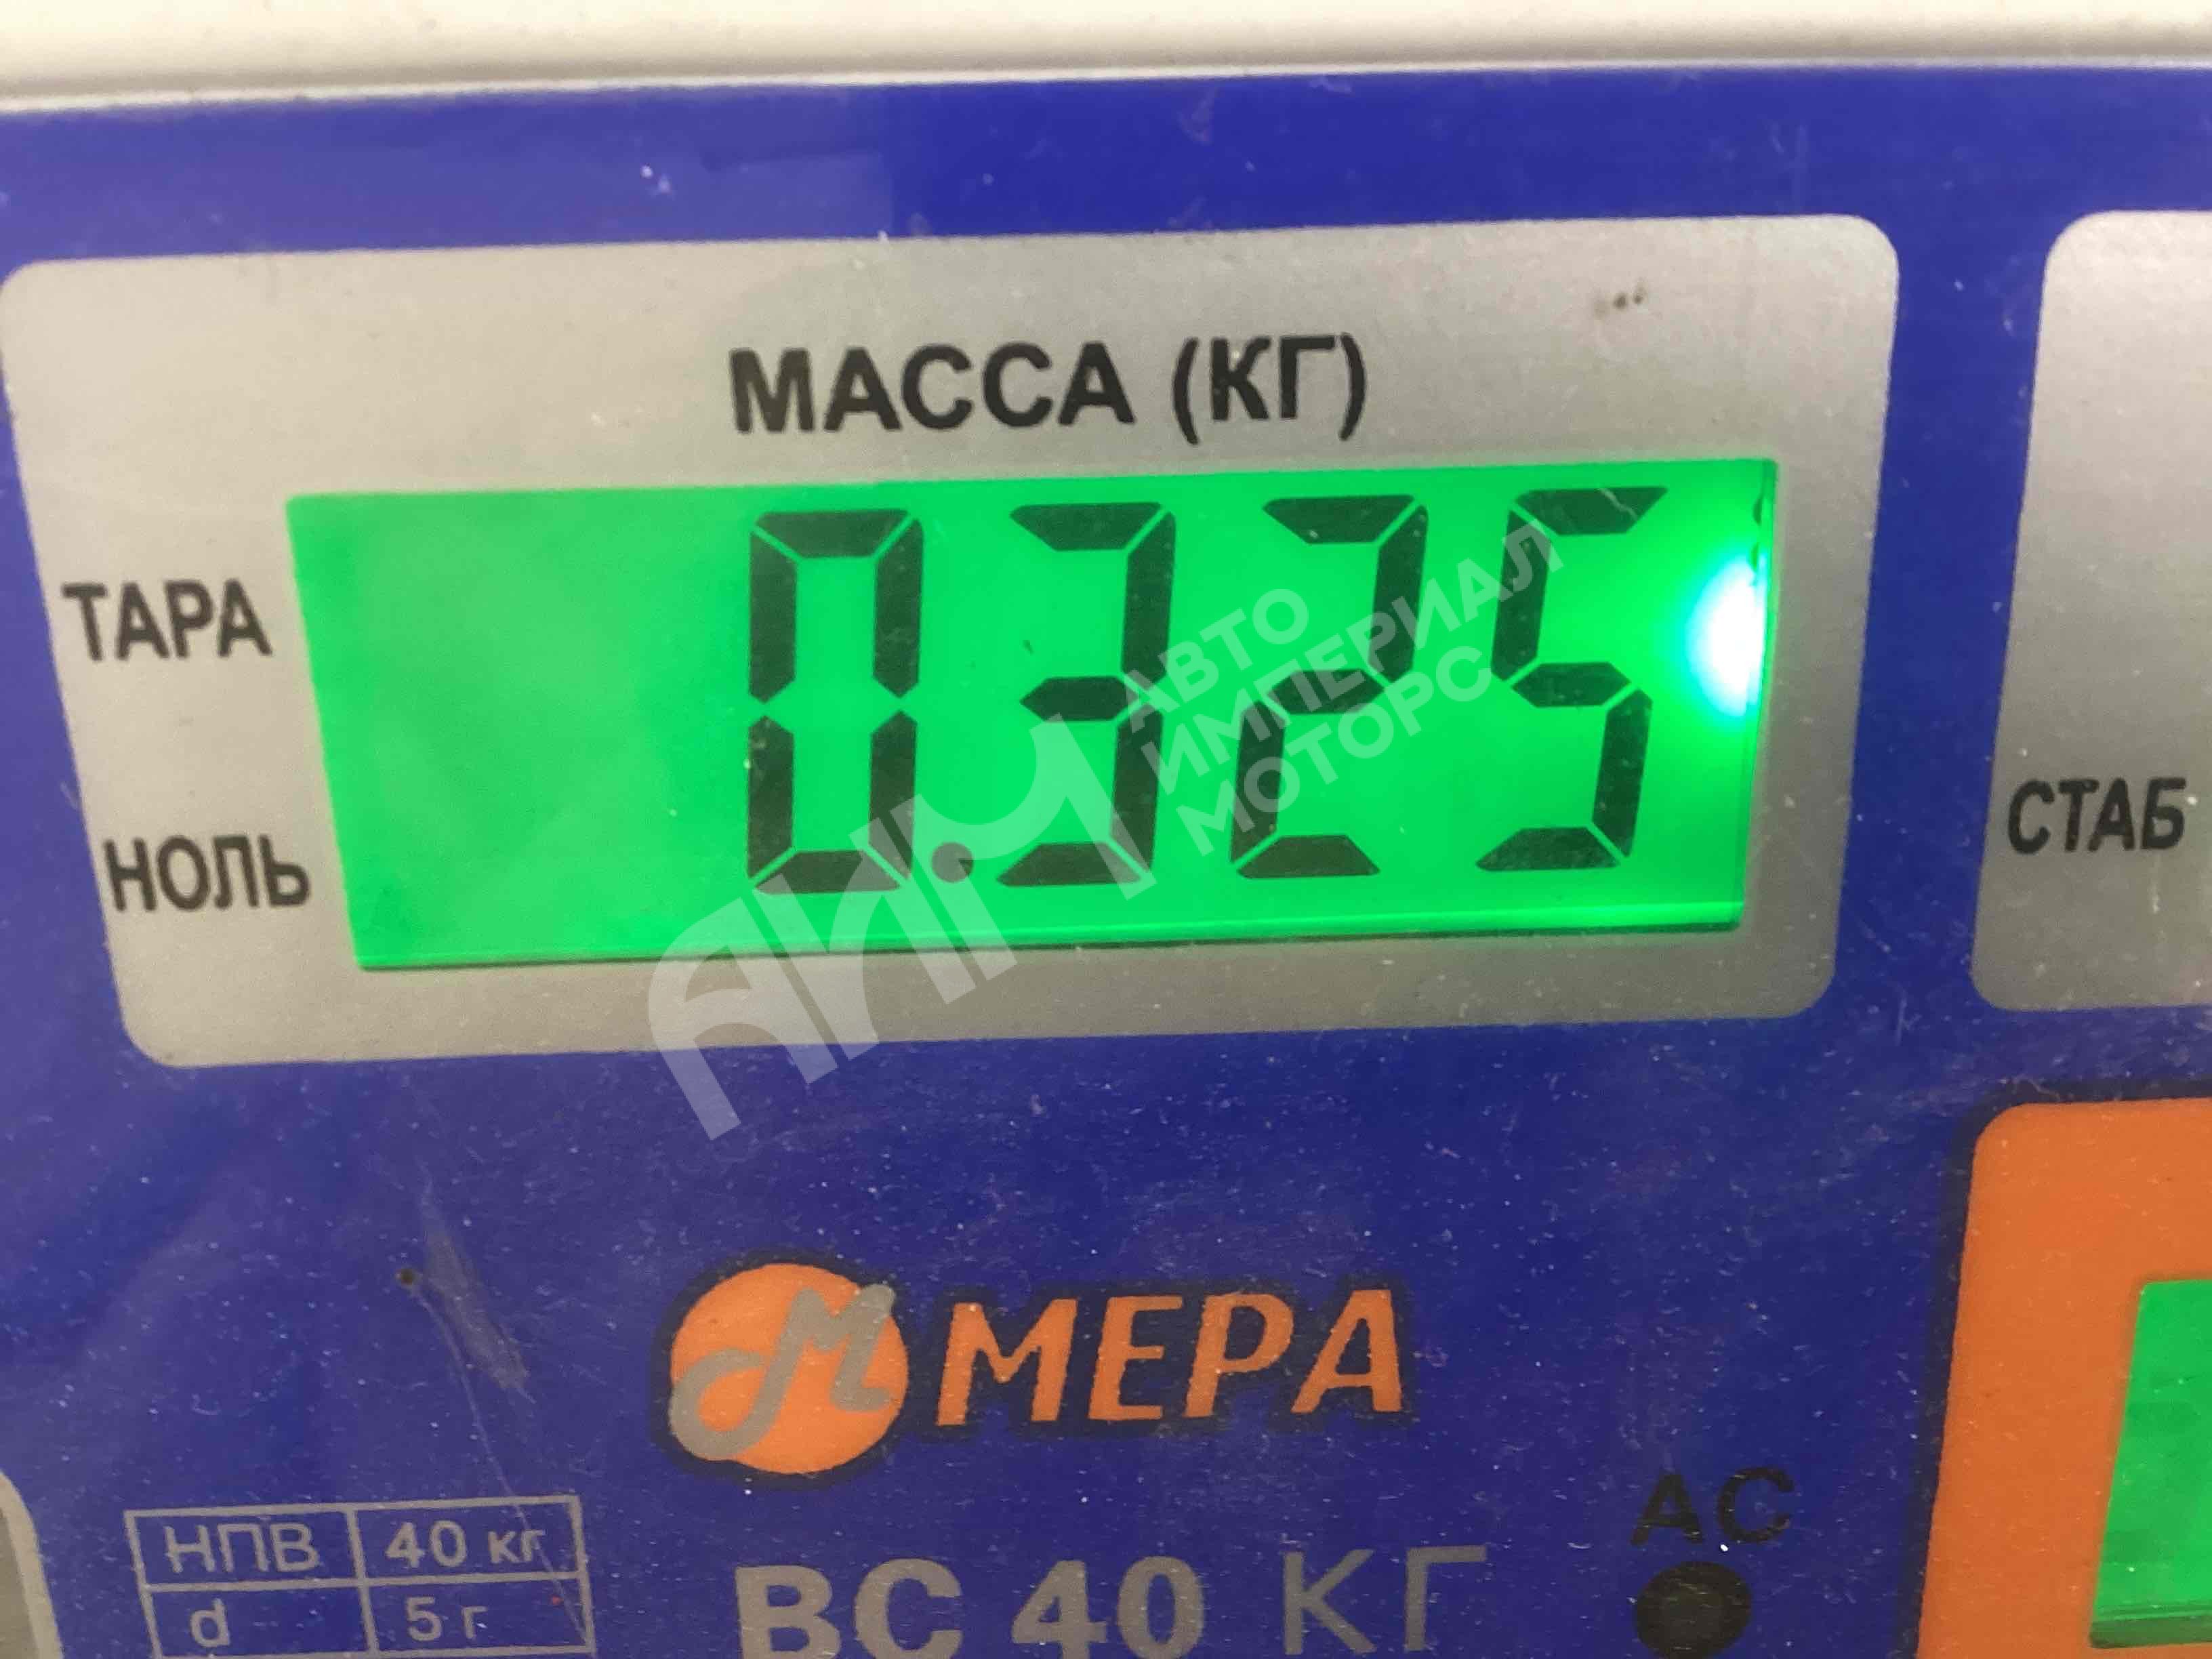 МАССА (КГ)
ТАРА
0.325
НОЛЬ
СТАБ
АВТО
ИМПЕРИАЛ
МОТОРС
АИМ
М МЕРА
НПВ 40 кг
d 5 г
ВС 40 КГ
AC